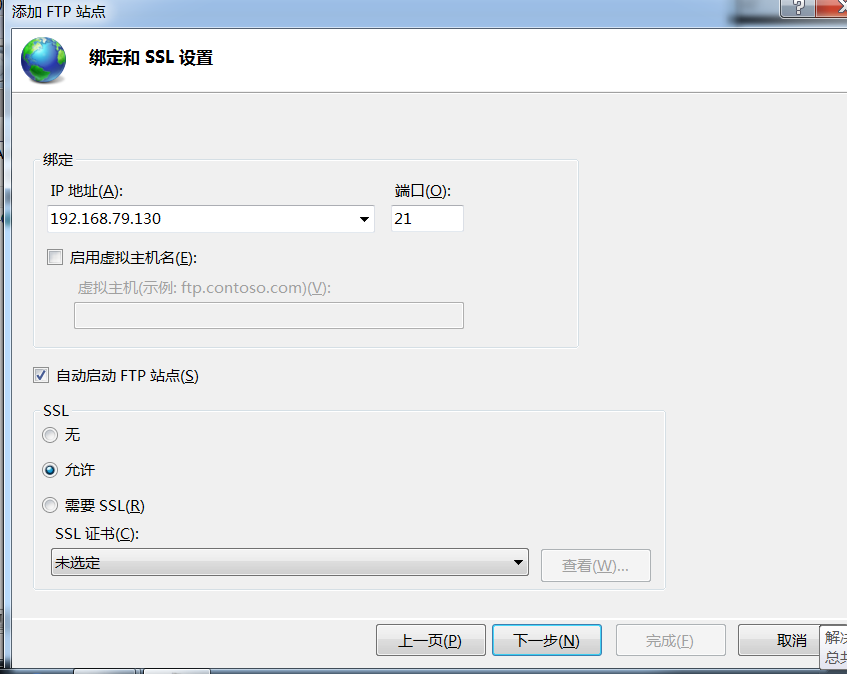 添加 FTP 站点
绑定和 SSL 设置
绑定
IP 地址(A):
端口(O):
192.168.79.130
21
启用虚拟主机名(E):
虚拟主机(示例: ftp.contoso.com)(V):
自动启动 FTP 站点(S)
SSL
无
允许
需要 SSL(R)
SSL 证书(C):
未选定
查看(W)...
上一页(P)
下一步(N)
完成(F)
取消
解决
总共